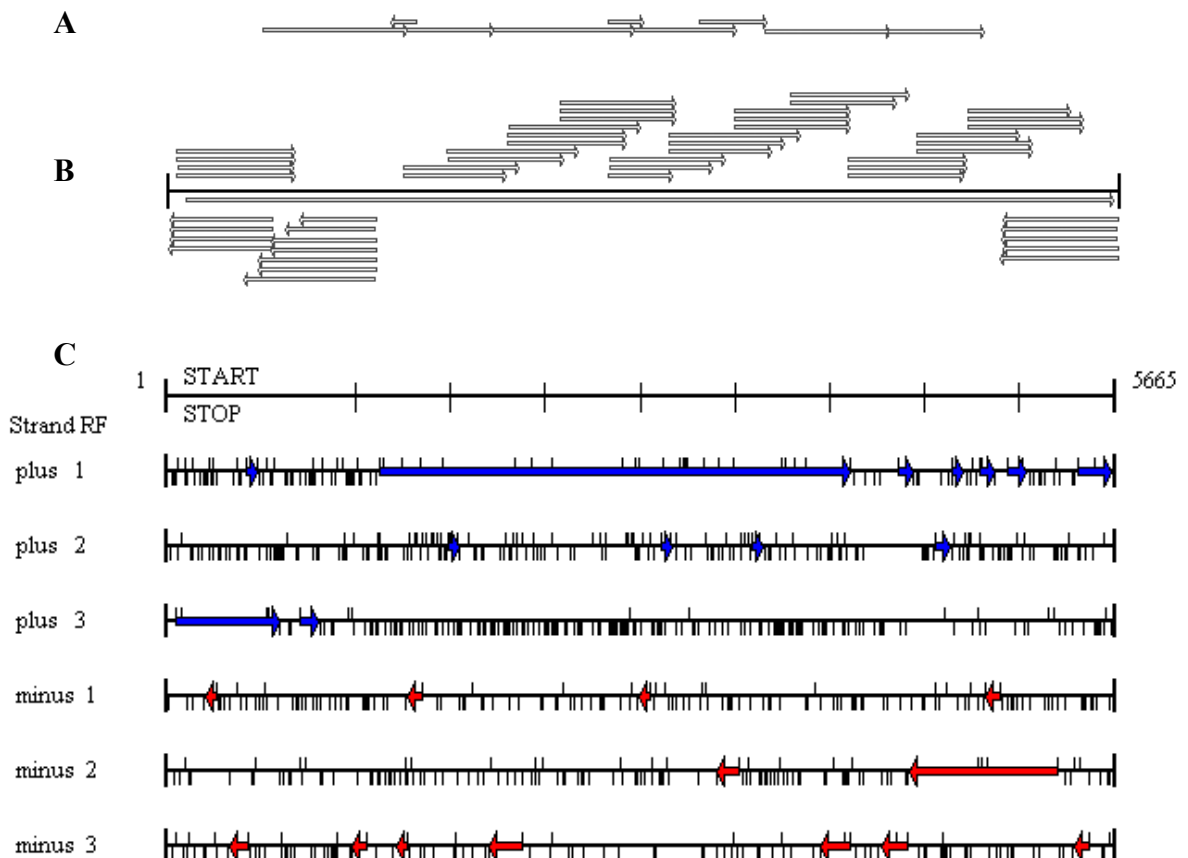 A
B
C
1 START 5665
STOP
Strand RF
plus 1
plus 2
plus 3
minus 1
minus 2
minus 3